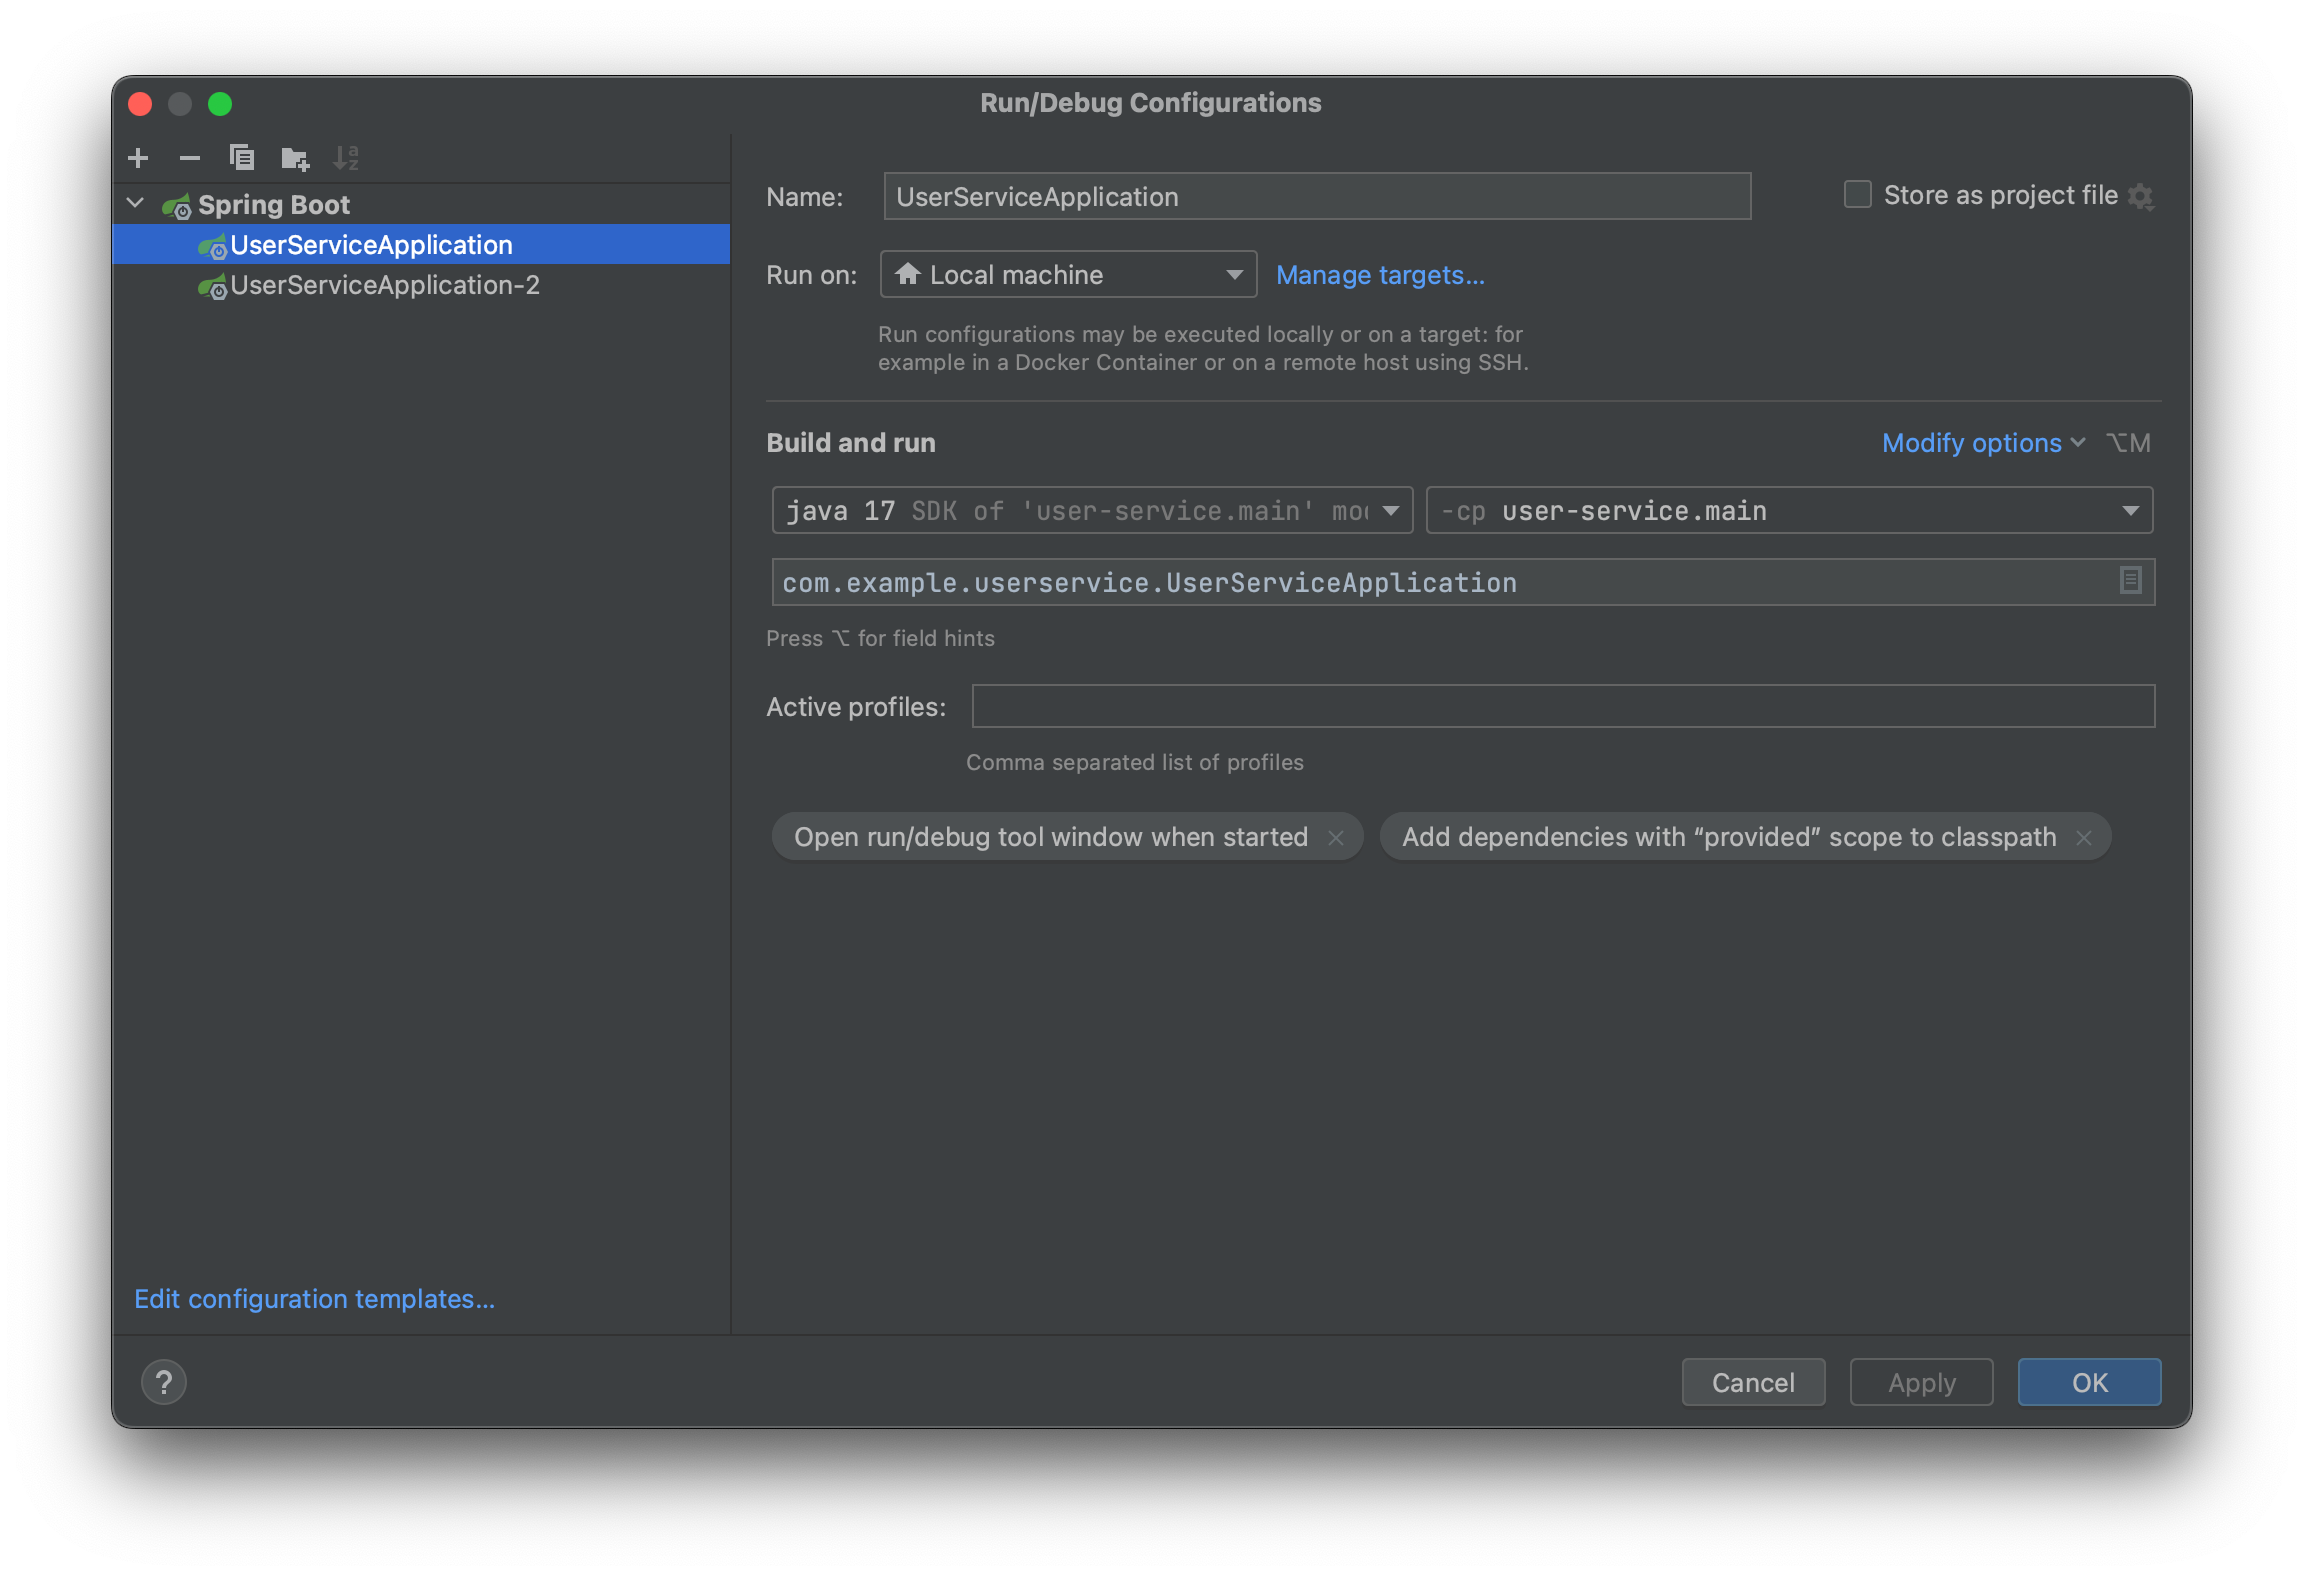 Run/Debug Configurations
Spring Boot
UserServiceApplication
UserServiceApplication-2
Edit configuration templates...
Name: UserServiceApplication
Store as project file
Run on: Local machine Manage targets...
Run configurations may be executed locally or on a target: for
example in a Docker Container or on a remote host using SSH.
Build and run
Modify options ⌥M
java 17 SDK of 'user-service.main' -cp user-service.main
com.example.userservice.UserServiceApplication
Press ⌥ for field hints
Active profiles:
Comma separated list of profiles
Open run/debug tool window when started × Add dependencies with “provided” scope to classpath ×
? Cancel Apply OK